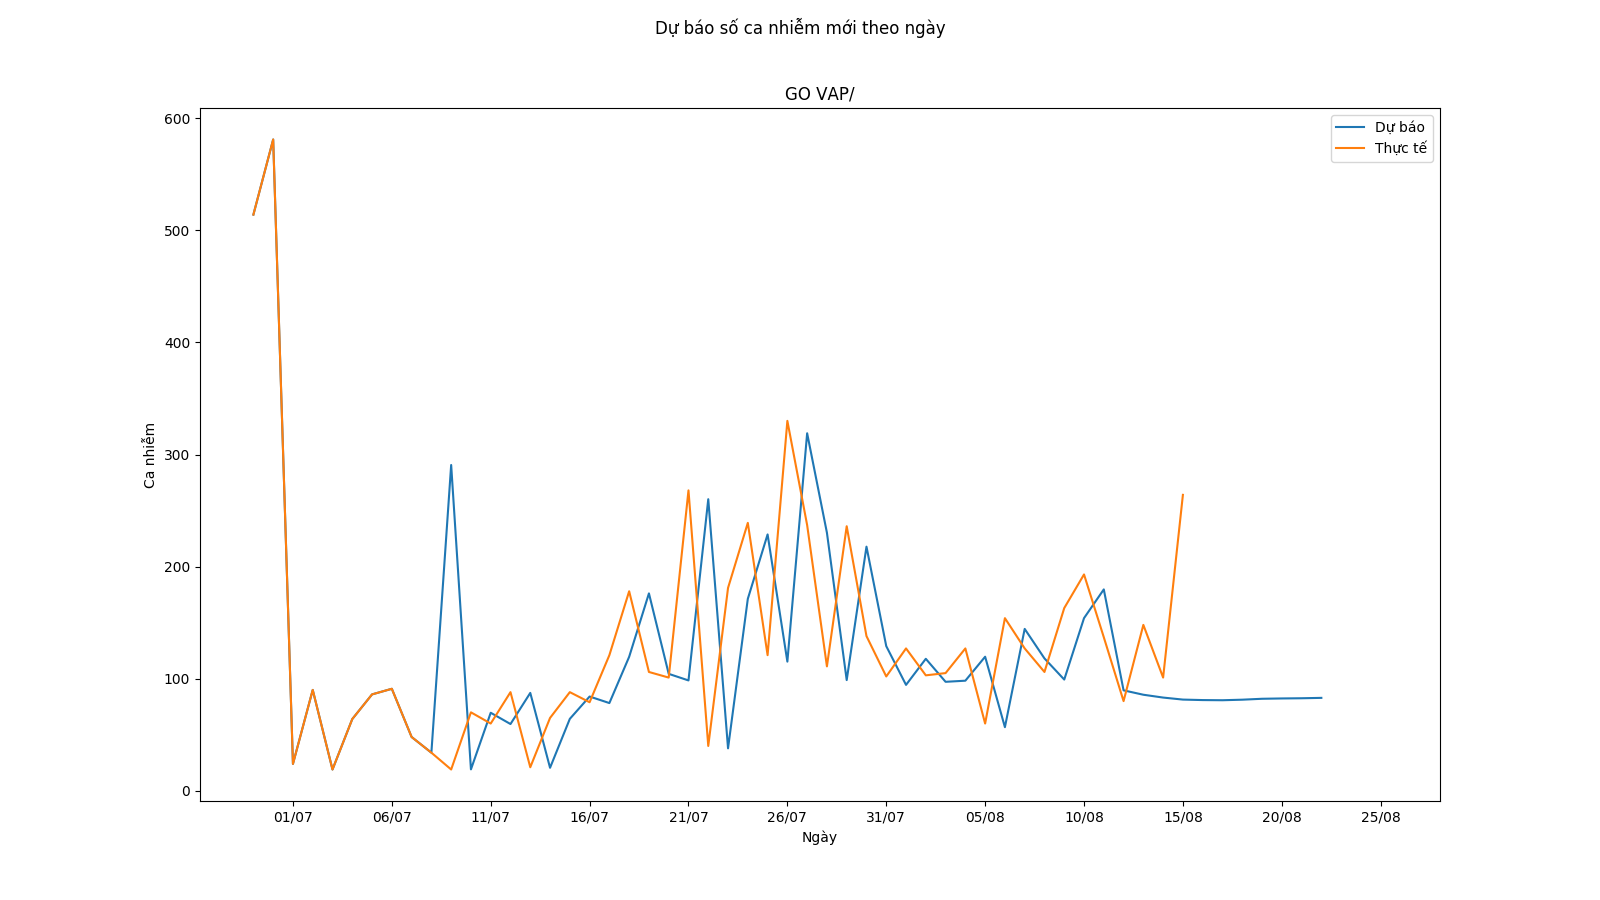 Dự báo số ca nhiễm mới theo ngày
GO VAP/
600
500
400
300
200
100
0
Ca nhiễm
Dự báo
Thực tế
01/07 06/07 11/07 16/07 21/07 26/07 31/07 05/08 10/08 15/08 20/08 25/08
Ngày